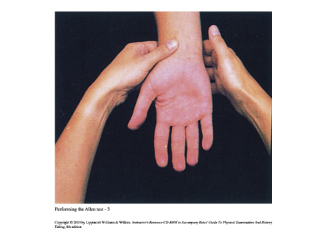 Performing the Allen test - 3
Copyright © 2003 by Lippincott Williams & Wilkins. Instructor's Resource CD-ROM to Accompany Bates' Guide To Physical Examination And History
Taking, 8th edition